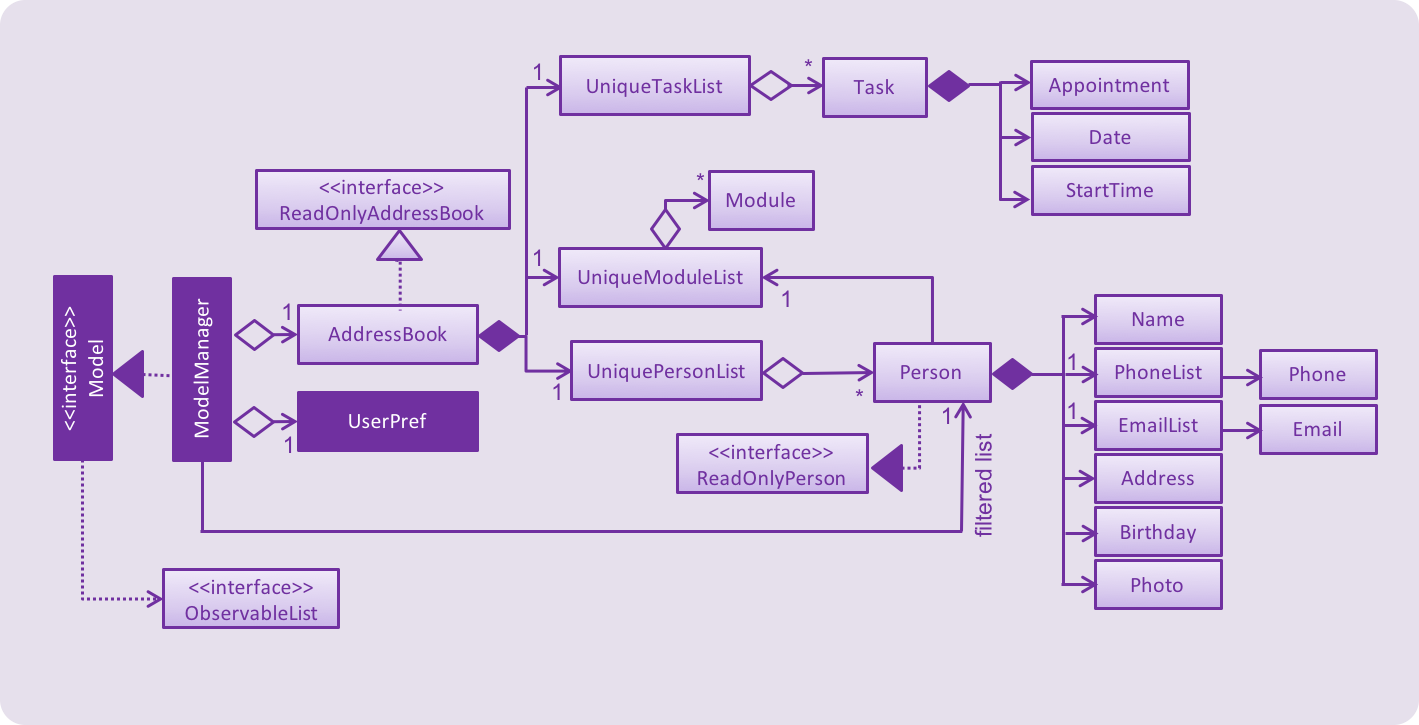 1
UniqueTaskList
*
Task
Appointment
Date
StartTime
<<interface>>
ReadOnlyAddressBook
*
Module
1
UniqueModuleList
1
<<interface>>
Model
ModelManager
1
AddressBook
1
UserPref
UniquePersonList
1
*
Person
1
filtered list
<<interface>>
ReadOnlyPerson
Name
1
PhoneList
Phone
1
EmailList
Email
Address
Birthday
Photo
<<interface>>
ObservableList